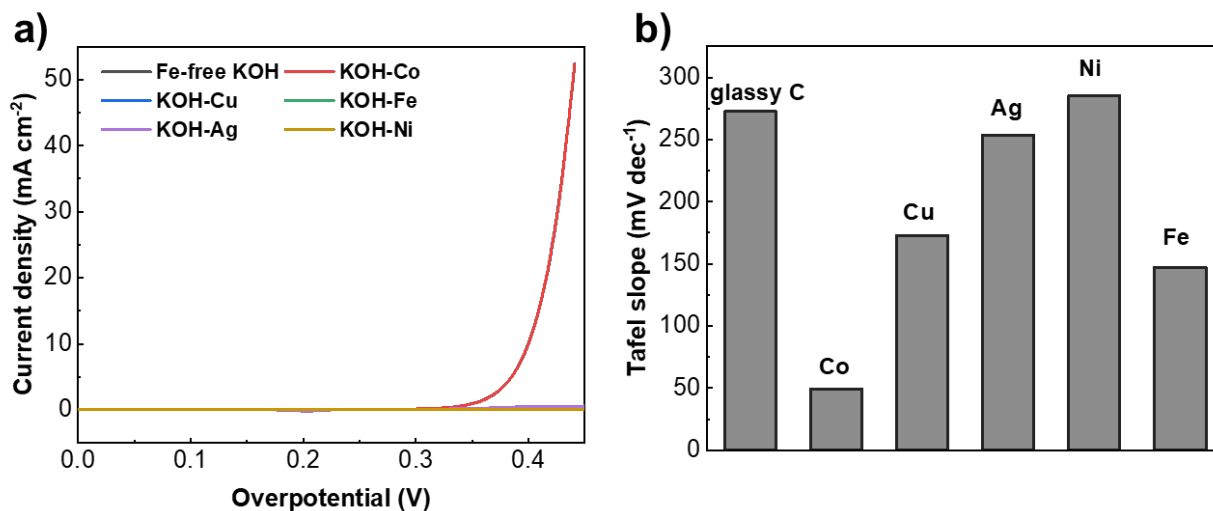 a)
Current density (mA cm⁻²)
50
40
30
20
10
0
Fe-free KOH KOH-Co
KOH-Cu KOH-Fe
KOH-Ag KOH-Ni
0.0 0.1 0.2 0.3 0.4
Overpotential (V)
b)
Tafel slope (mV dec⁻¹)
300
250
200
150
100
50
0
glassy C
Co
Cu
Ag
Ni
Fe